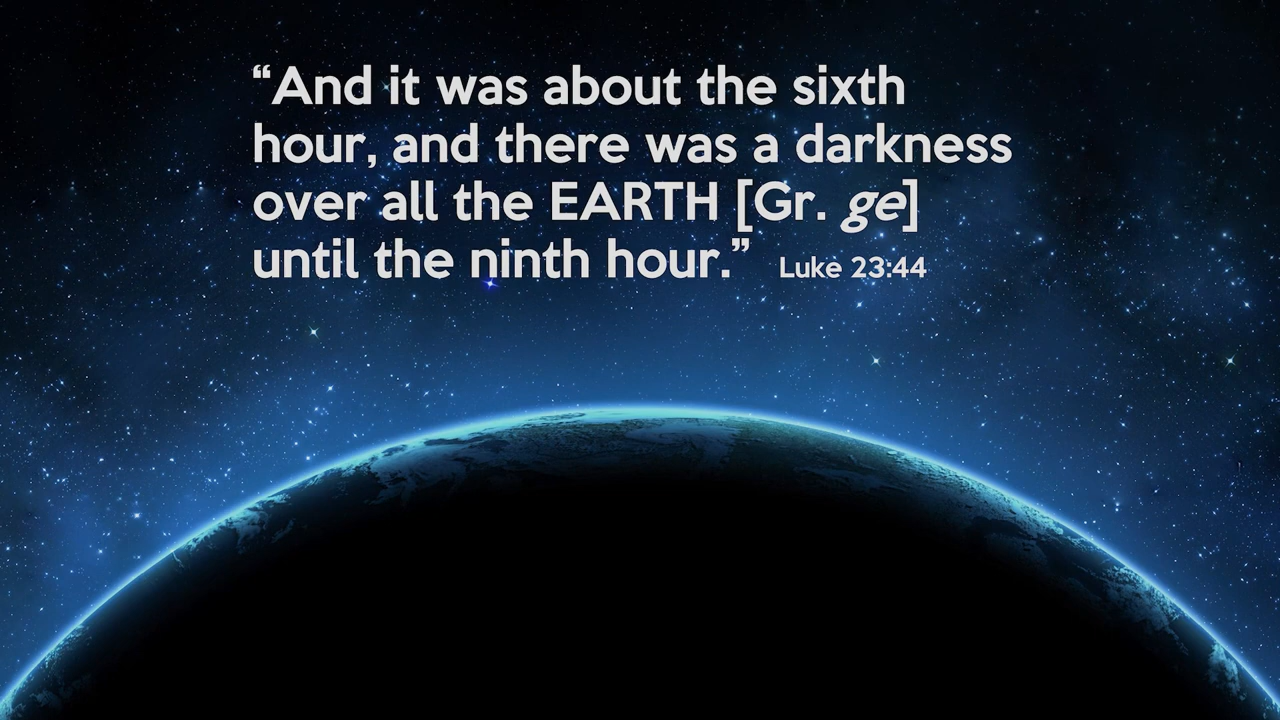 “And it was about the sixth
hour, and there was a darkness
over all the EARTH [Gr. ge]
until the ninth hour.” Luke 23:44